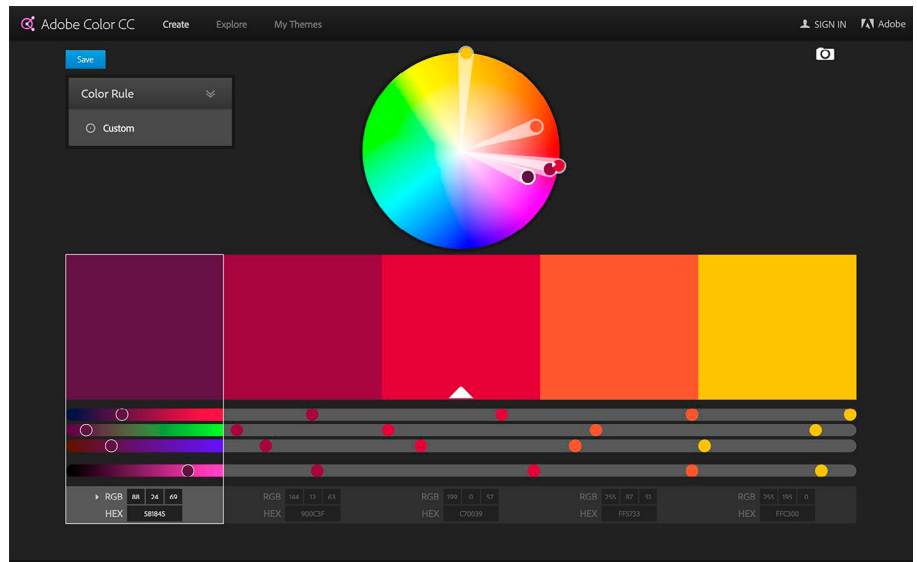 Adobe Color CC Create Explore My Themes SIGN IN Adobe
Save
Color Rule
Custom
RGB 88 24 69 RGB 144 12 63 RGB 199 0 57 RGB 255 87 51 RGB 255 195 0
HEX 581845 HEX 900C3F HEX C70039 HEX FF5733 HEX FFC300